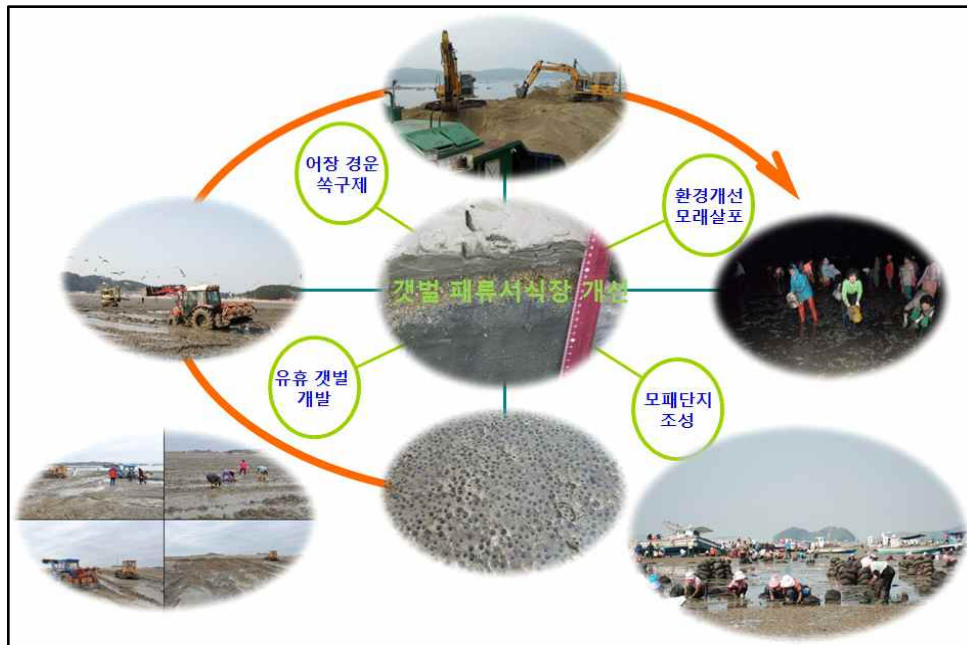 어장 경운
쏙구제
환경개선
모래살포
갯벌 패류서식장 개선
유휴 갯벌
개발
모패단지
조성